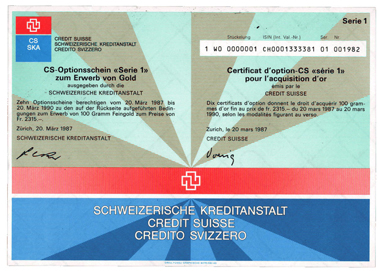 Serie 1
CS
SKA
CREDIT SUISSE
SCHWEIZERISCHE KREDITANSTALT
CREDITO SVIZZERO
Stückelung ISIN (Int. Val.-Nr.) Ser. Nr.
1 WO 0000001 CH0001333381 01 001982
CS-Optionsschein «Serie 1»
zum Erwerb von Gold
ausgegeben durch die
SCHWEIZERISCHE KREDITANSTALT
Zehn Optionsscheine berechtigen vom 20. März 1987 bis
20. März 1990 zu den auf der Rückseite aufgeführten Bedin-
gungen zum Erwerb von 100 Gramm Feingold zum Preise von
Fr. 2315.–
Zürich, 20. März 1987
SCHWEIZERISCHE KREDITANSTALT
Certificat d'option-CS «série 1»
pour l'acquisition d'or
émis par le
CREDIT SUISSE
Dix certificats d'option donnent le droit d'acquérir 100 gram-
mes d'or fin au prix de fr. 2315.– du 20 mars 1987 au 20 mars
1990, selon les modalités figurant au verso.
Zurich, le 20 mars 1987
CREDIT SUISSE
SCHWEIZERISCHE KREDITANSTALT
CREDIT SUISSE
CREDITO SVIZZERO